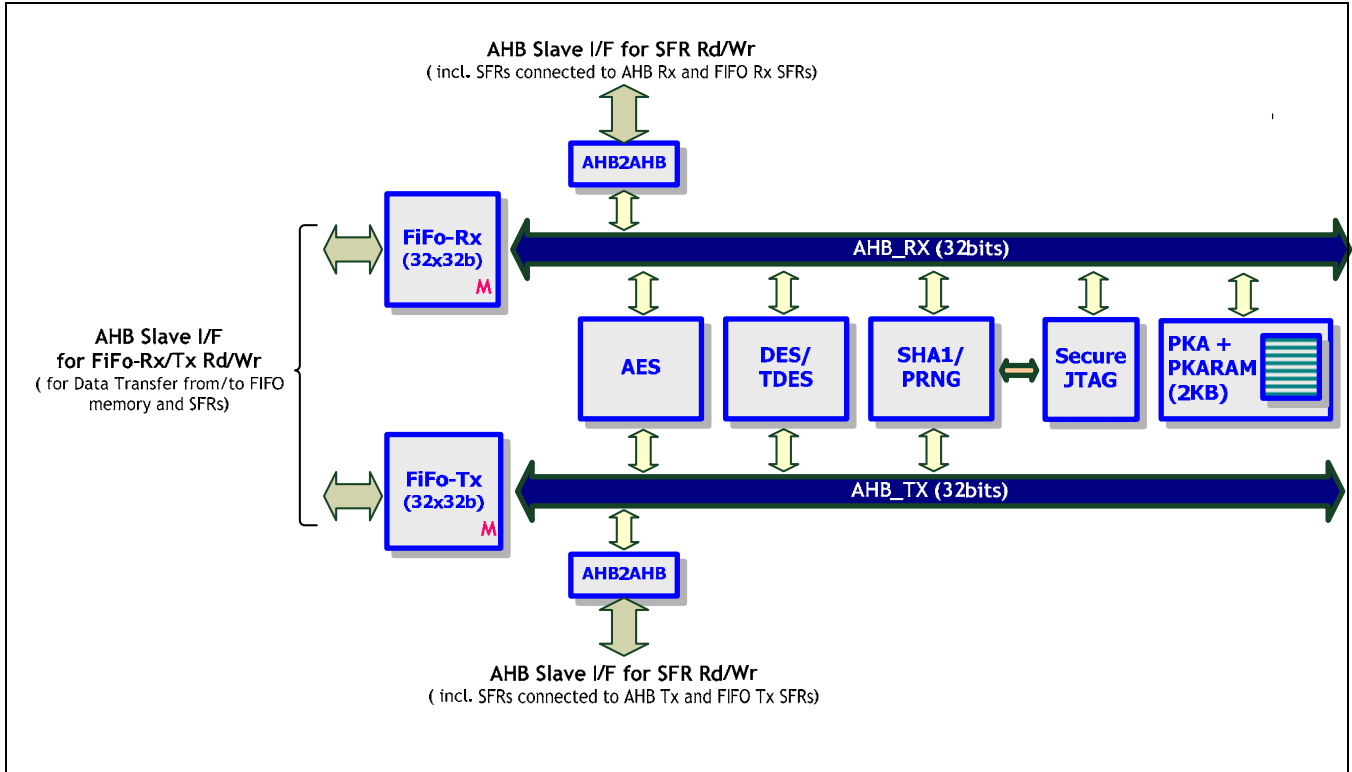 AHB Slave I/F for SFR Rd/Wr
( incl. SFRs connected to AHB Rx and FIFO Rx SFRs)
AHB2AHB
FiFo-Rx
(32x32b)
M
AHB_RX (32bits)
AHB Slave I/F
for FiFo-Rx/Tx Rd/Wr
( for Data Transfer from/to FIFO
memory and SFRs)
AES
DES/
TDES
SHA1/
PRNG
Secure
JTAG
PKA +
PKARAM
(2KB)
FiFo-Tx
(32x32b)
M
AHB_TX (32bits)
AHB2AHB
AHB Slave I/F for SFR Rd/Wr
( incl. SFRs connected to AHB Tx and FIFO Tx SFRs)